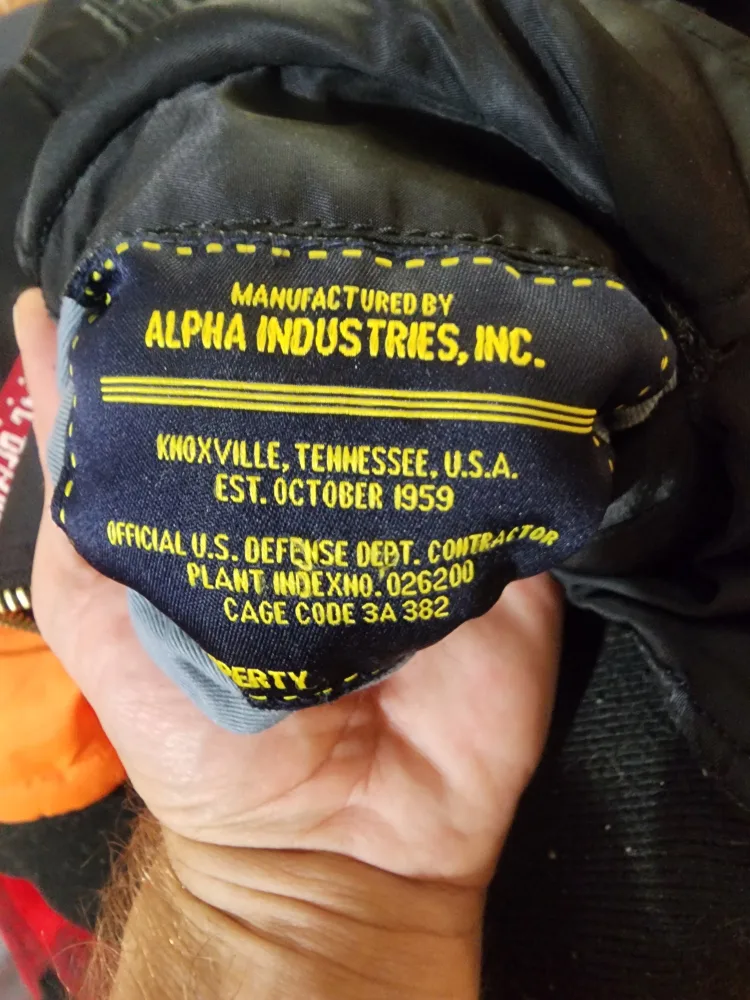 MANUFACTURED BY
ALPHA INDUSTRIES, INC.
KNOXVILLE, TENNESSEE, U.S.A.
EST. OCTOBER 1959
OFFICIAL U.S. DEFENSE DEPT. CONTRACTOR
PLANT INDEXNO. 026200
CAGE CODE 3A 382
PERTY